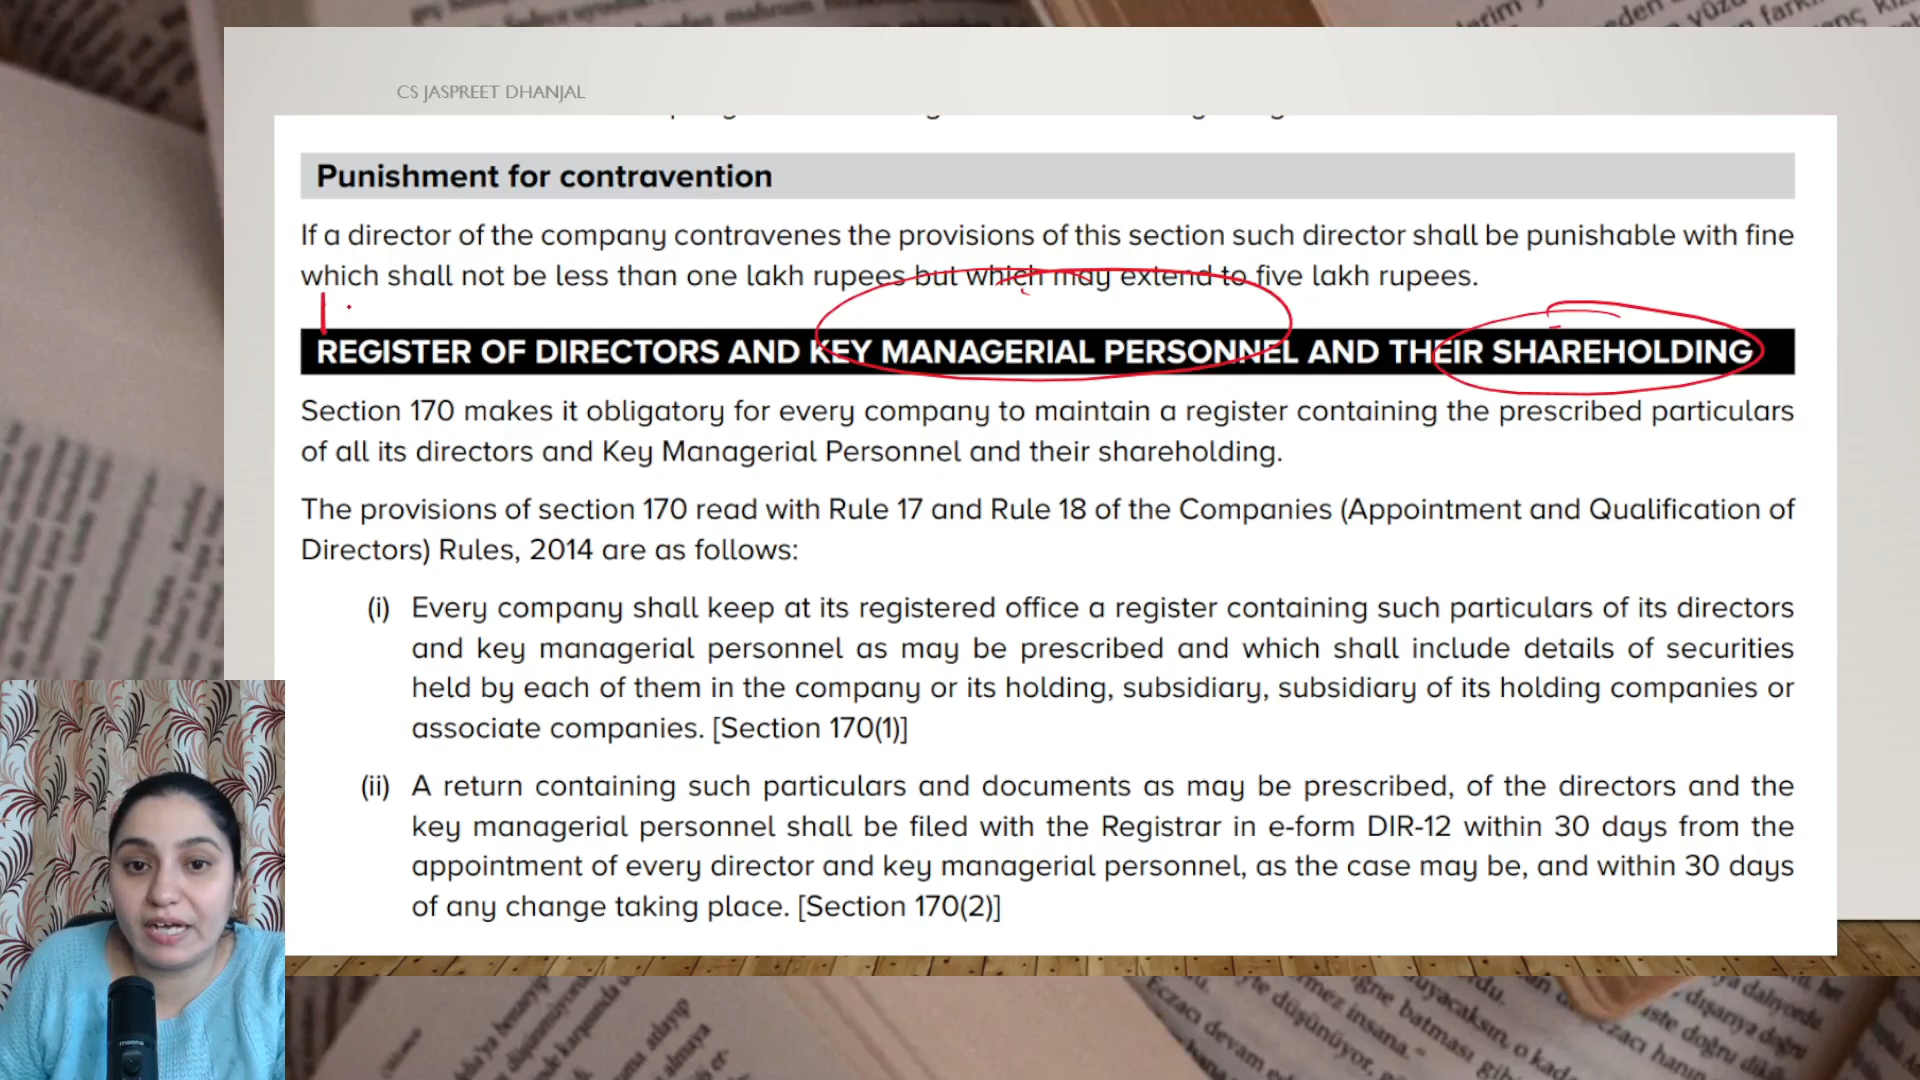 CS JASPREET DHANJAL
Punishment for contravention
If a director of the company contravenes the provisions of this section such director shall be punishable with fine
which shall not be less than one lakh rupees but which may extend to five lakh rupees.
REGISTER OF DIRECTORS AND KEY MANAGERIAL PERSONNEL AND THEIR SHAREHOLDING
Section 170 makes it obligatory for every company to maintain a register containing the prescribed particulars
of all its directors and Key Managerial Personnel and their shareholding.
The provisions of section 170 read with Rule 17 and Rule 18 of the Companies (Appointment and Qualification of
Directors) Rules, 2014 are as follows:
(i) Every company shall keep at its registered office a register containing such particulars of its directors
and key managerial personnel as may be prescribed and which shall include details of securities
held by each of them in the company or its holding, subsidiary, subsidiary of its holding companies or
associate companies. [Section 170(1)]
(ii) A return containing such particulars and documents as may be prescribed, of the directors and the
key managerial personnel shall be filed with the Registrar in e-form DIR-12 within 30 days from the
appointment of every director and key managerial personnel, as the case may be, and within 30 days
of any change taking place. [Section 170(2)]